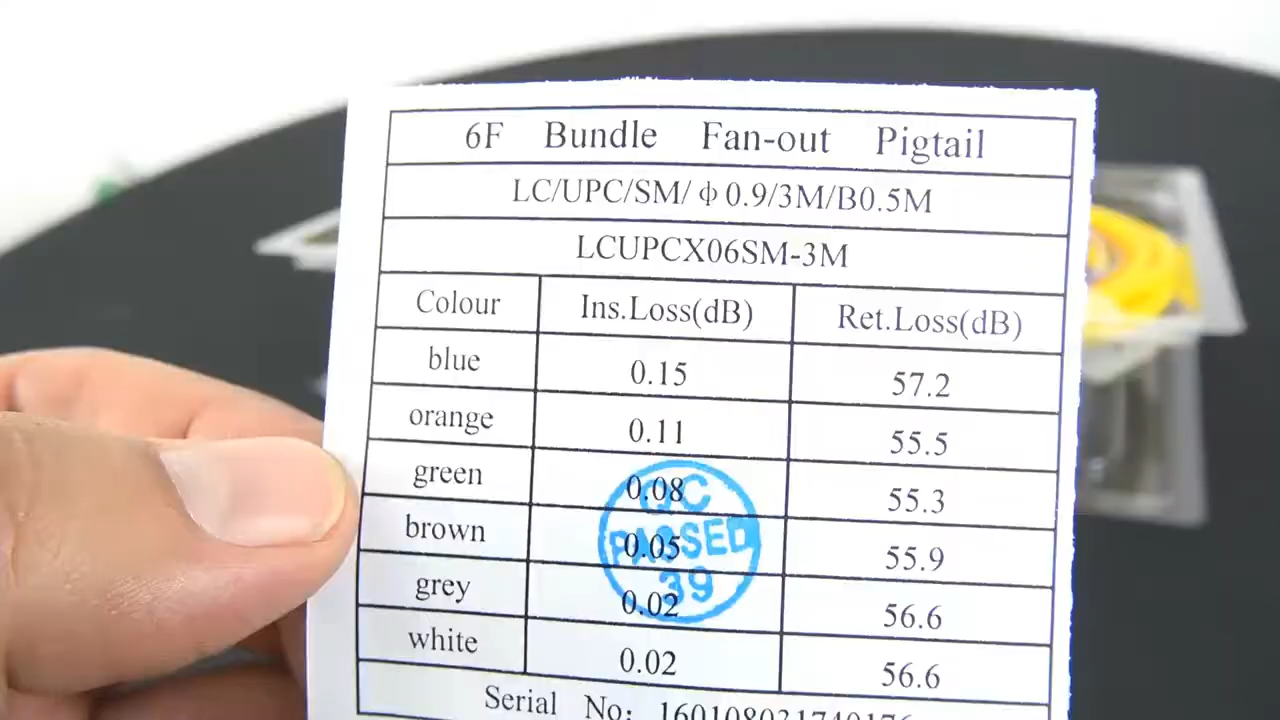 6F Bundle Fan-out Pigtail
LC/UPC/SM/ φ 0.9/3M/B0.5M
LCUPCX06SM-3M
Colour Ins.Loss(dB) Ret.Loss(dB)
blue 0.15 57.2
orange 0.11 55.5
green 0.08 55.3
brown 0.05 55.9
grey 0.02 56.6
white 0.02 56.6
QC
PASSED
39
Serial No: